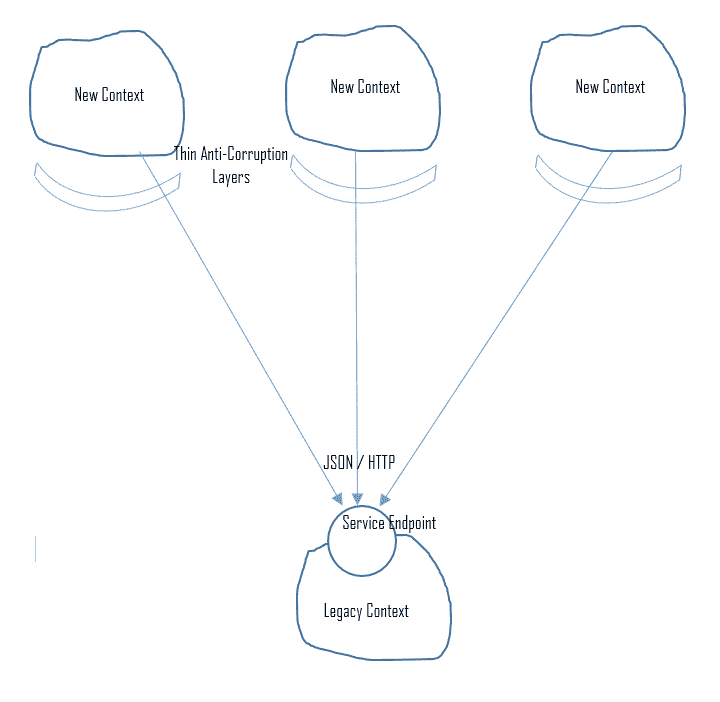 New Context
New Context
New Context
Thin Anti-Corruption
Layers
JSON / HTTP
Service Endpoint
Legacy Context